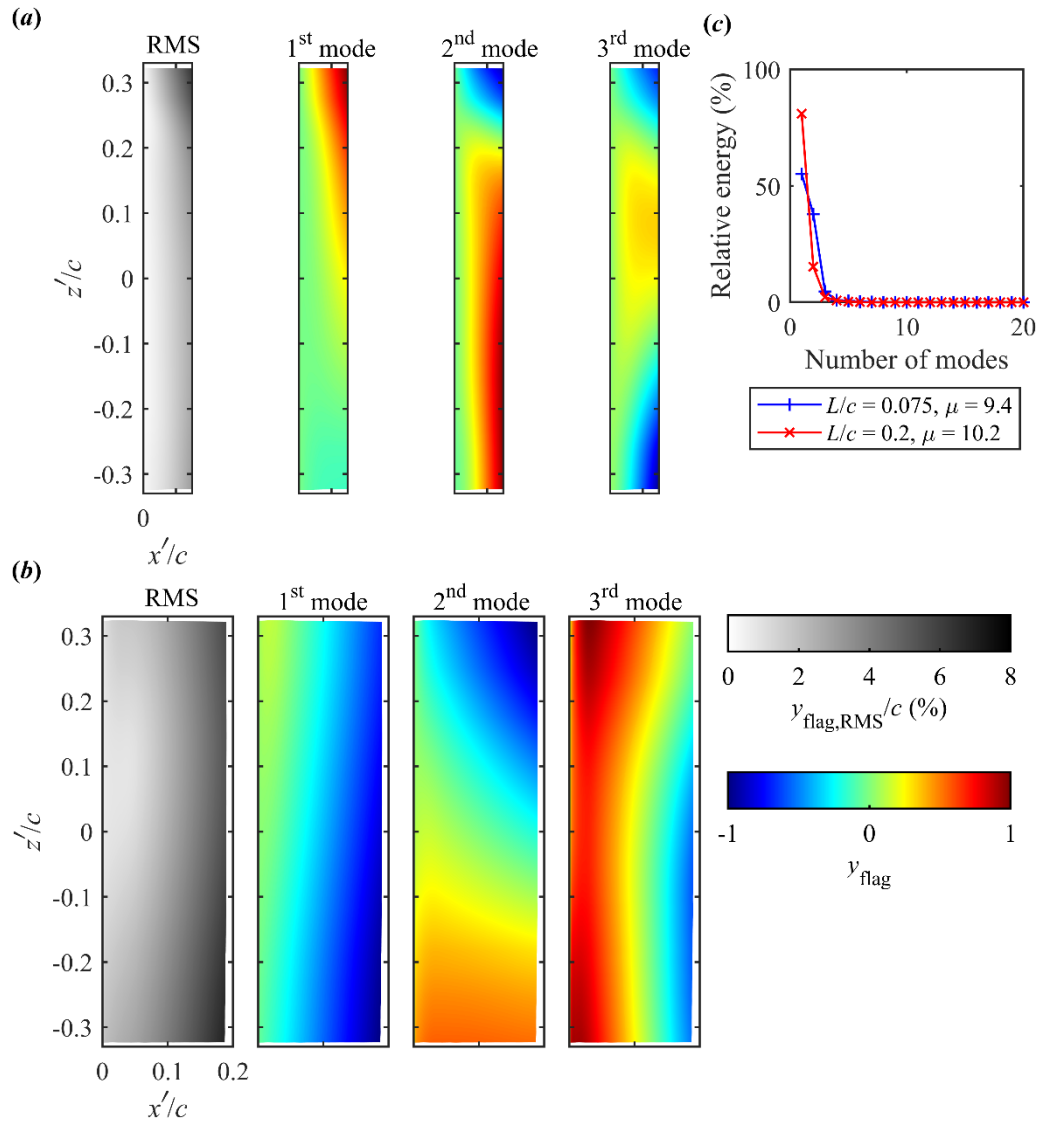 (a)
RMS
1st mode
2nd mode
3rd mode
0.3
0.2
0.1
0
-0.1
-0.2
-0.3
z′/c
0
x′/c
(c)
100
50
0
Relative energy (%)
0 10 20
Number of modes
L/c = 0.075, μ = 9.4
L/c = 0.2, μ = 10.2
(b)
RMS
1st mode
2nd mode
3rd mode
0.3
0.2
0.1
0
-0.1
-0.2
-0.3
z′/c
0 0.1 0.2
x′/c
0 2 4 6 8
yflag,RMS/c (%)
-1 0 1
yflag